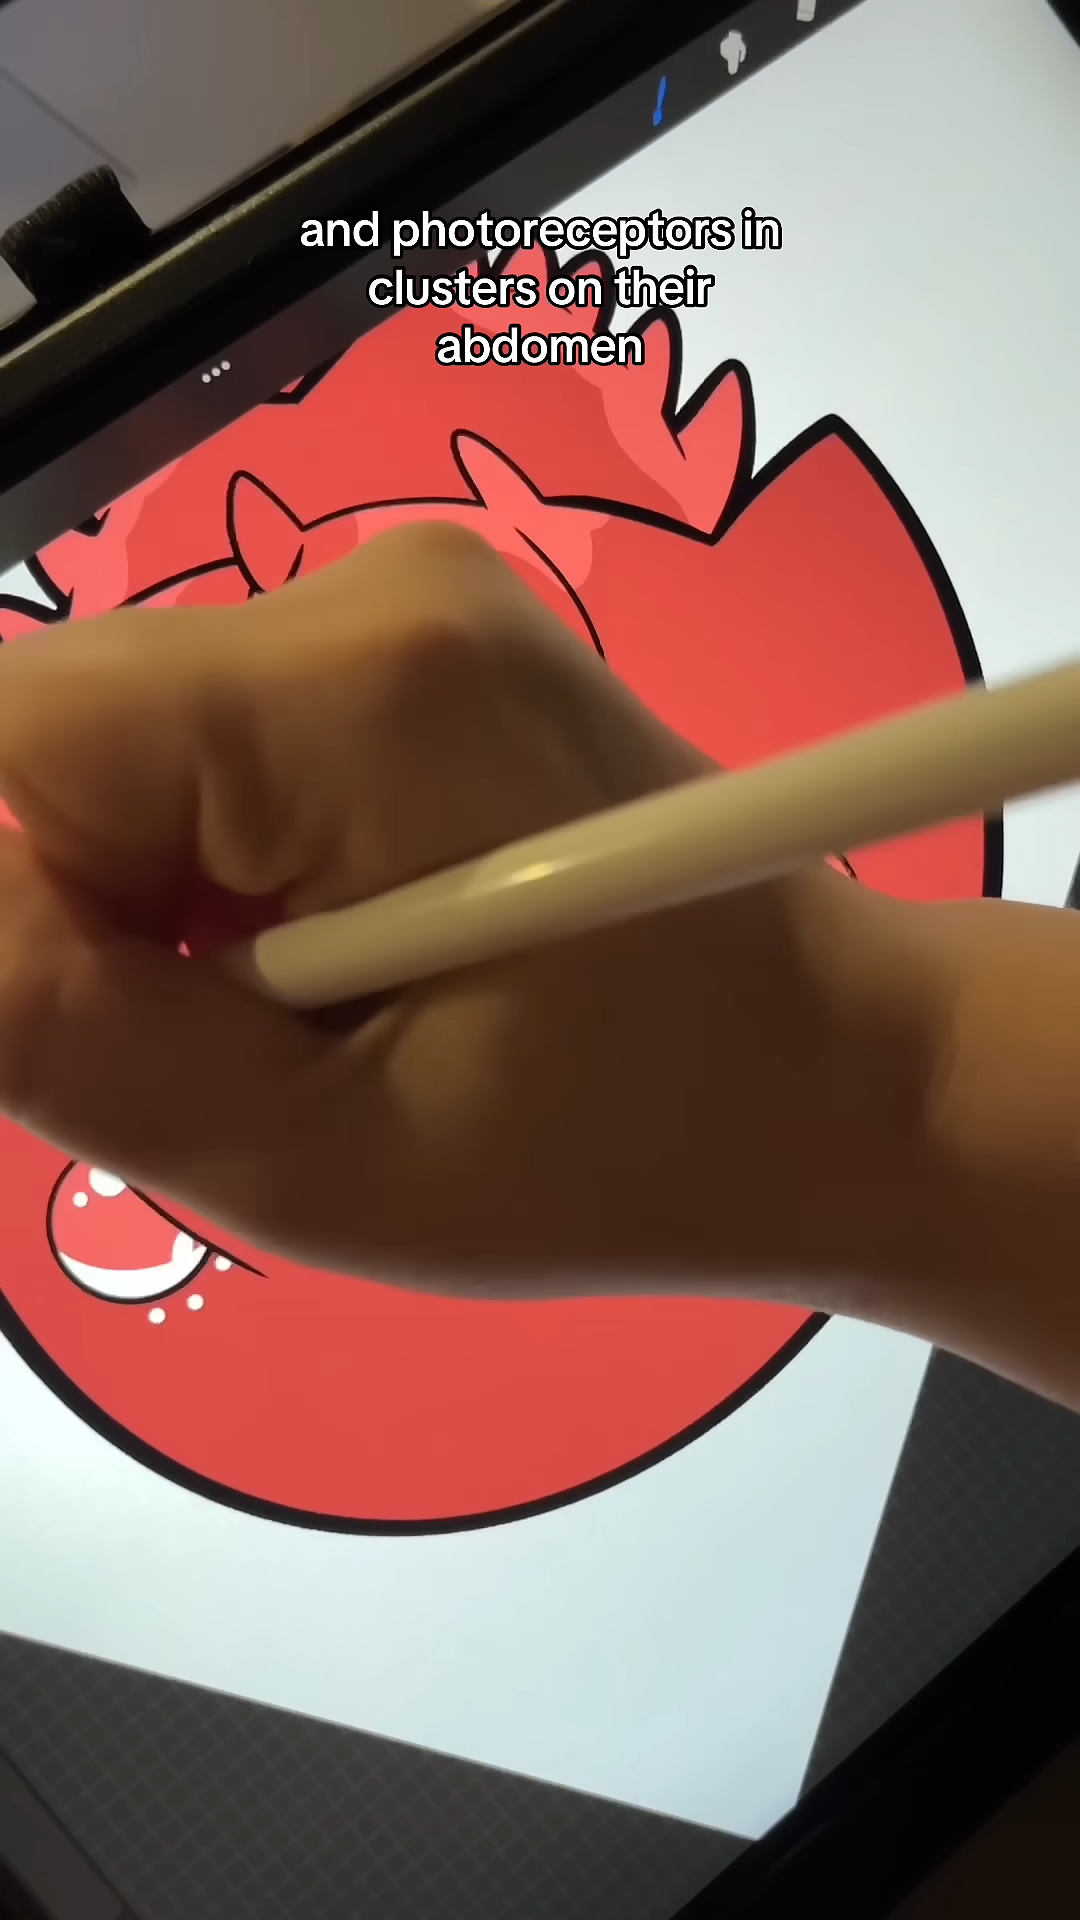 and photoreceptors in
clusters on their
abdomen